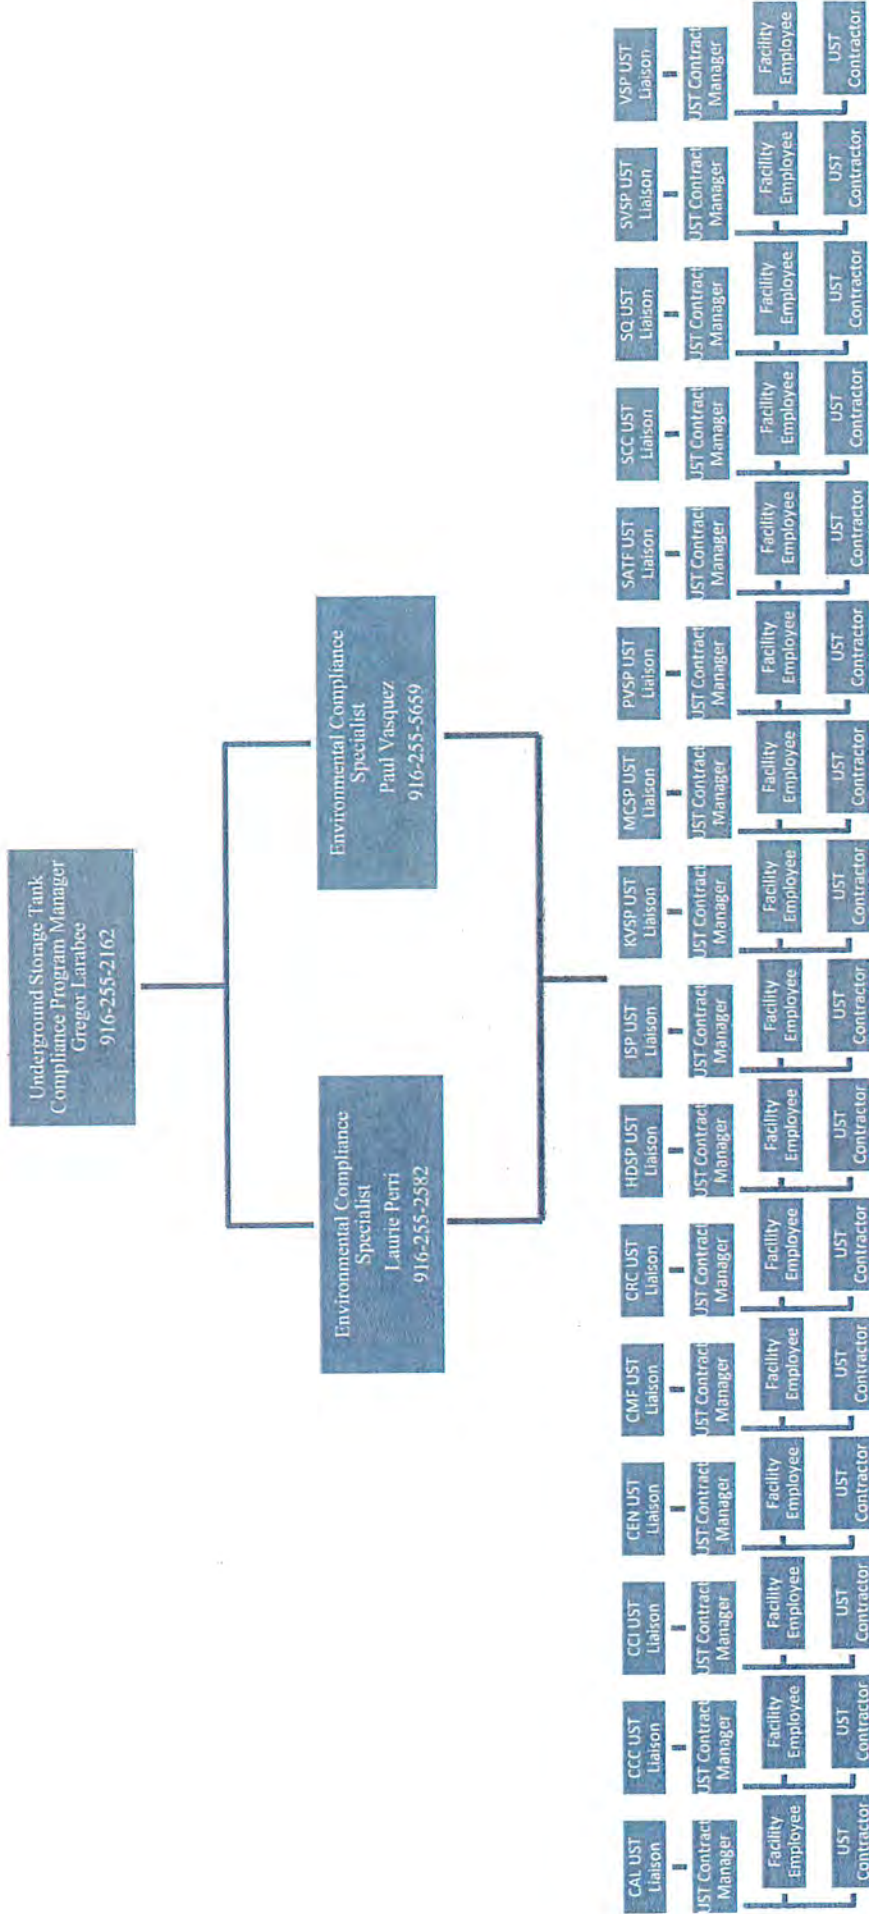 Underground Storage Tank
Compliance Program Manager
Gregor Larabee
916-255-2162
Environmental Compliance
Specialist
Laurie Perri
916-255-2582
Environmental Compliance
Specialist
Paul Vasquez
916-255-5659
CAL UST
Liaison
UST Contract
Manager
Facility
Employee
UST
Contractor
CCC UST
Liaison
UST Contract
Manager
Facility
Employee
UST
Contractor
CCI UST
Liaison
UST Contract
Manager
Facility
Employee
UST
Contractor
CEN UST
Liaison
UST Contract
Manager
Facility
Employee
UST
Contractor
CMF UST
Liaison
UST Contract
Manager
Facility
Employee
UST
Contractor
CRC UST
Liaison
UST Contract
Manager
Facility
Employee
UST
Contractor
HDSP UST
Liaison
UST Contract
Manager
Facility
Employee
UST
Contractor
ISP UST
Liaison
UST Contract
Manager
Facility
Employee
UST
Contractor
KVSP UST
Liaison
UST Contract
Manager
Facility
Employee
UST
Contractor
MCSP UST
Liaison
UST Contract
Manager
Facility
Employee
UST
Contractor
PVSP UST
Liaison
UST Contract
Manager
Facility
Employee
UST
Contractor
SATF UST
Liaison
UST Contract
Manager
Facility
Employee
UST
Contractor
SCC UST
Liaison
UST Contract
Manager
Facility
Employee
UST
Contractor
SQ UST
Liaison
UST Contract
Manager
Facility
Employee
UST
Contractor
SVSP UST
Liaison
UST Contract
Manager
Facility
Employee
UST
Contractor
VSP UST
Liaison
UST Contract
Manager
Facility
Employee
UST
Contractor